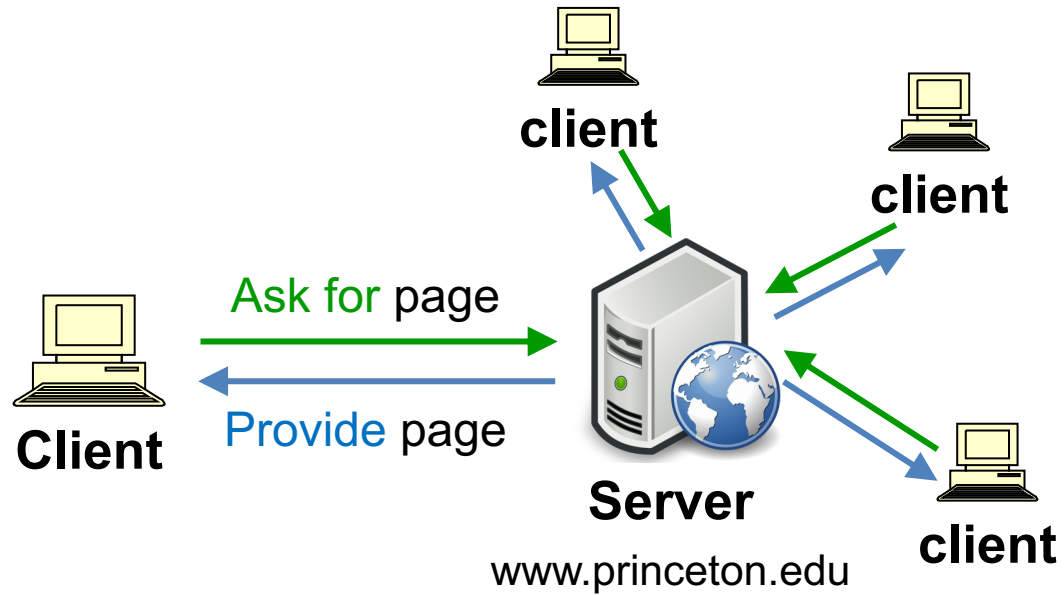 client
client
Ask for page
Provide page
Client
Server
client
www.princeton.edu